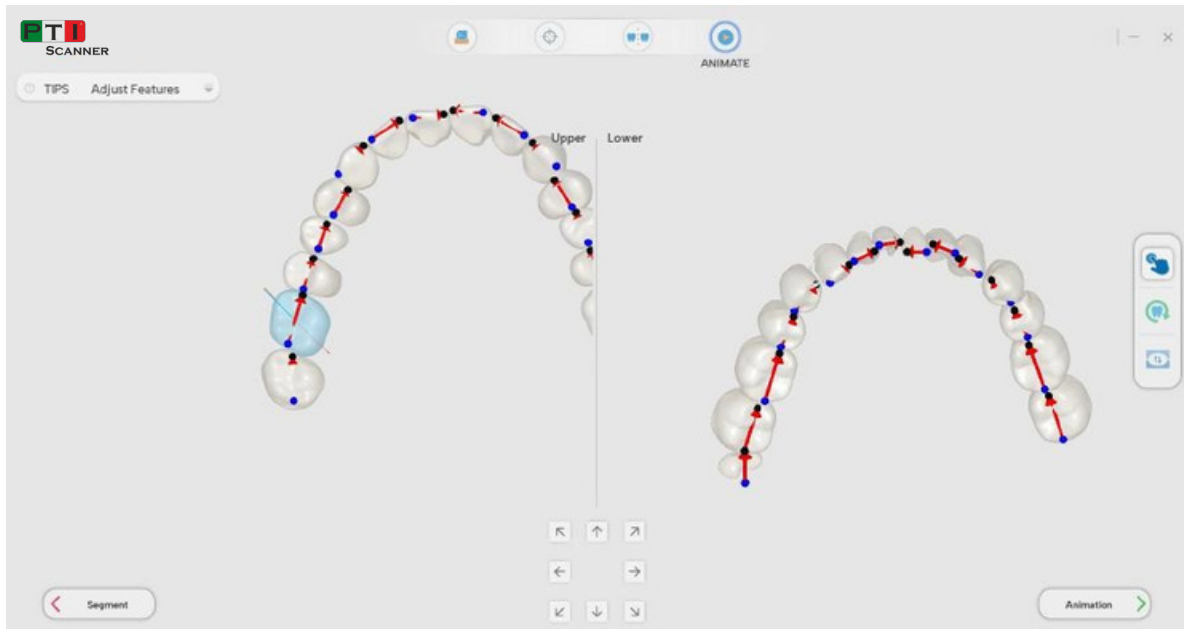 PTI
SCANNER
ANIMATE
TIPS Adjust Features
Upper Lower
Segment
Animation